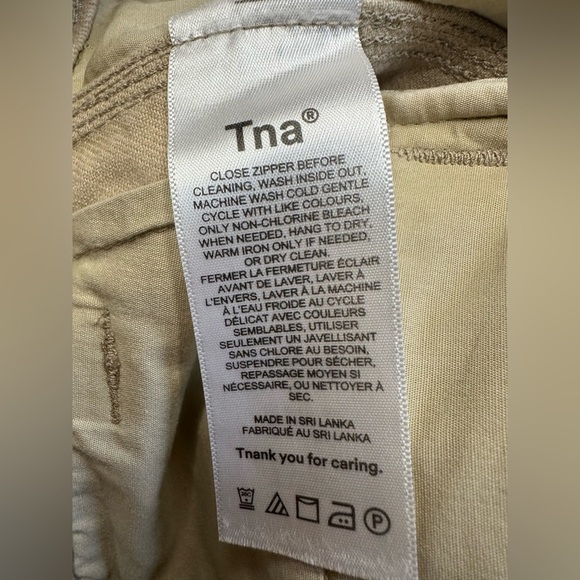 Tna®
CLOSE ZIPPER BEFORE
CLEANING, WASH INSIDE OUT,
MACHINE WASH COLD GENTLE
CYCLE WITH LIKE COLOURS,
ONLY NON-CHLORINE BLEACH
WHEN NEEDED, HANG TO DRY,
WARM IRON ONLY IF NEEDED,
OR DRY CLEAN.
FERMER LA FERMETURE ÉCLAIR
AVANT DE LAVER, LAVER À
L'ENVERS, LAVER À LA MACHINE
À L'EAU FROIDE AU CYCLE
DÉLICAT AVEC COULEURS
SEMBLABLES, UTILISER
SEULEMENT UN JAVELLISANT
SANS CHLORE AU BESOIN,
SUSPENDRE POUR SÉCHER,
REPASSAGE MOYEN SI
NÉCESSAIRE, OU NETTOYER À
SEC.
MADE IN SRI LANKA
FABRIQUÉ AU SRI LANKA
Tnank you for caring.
P